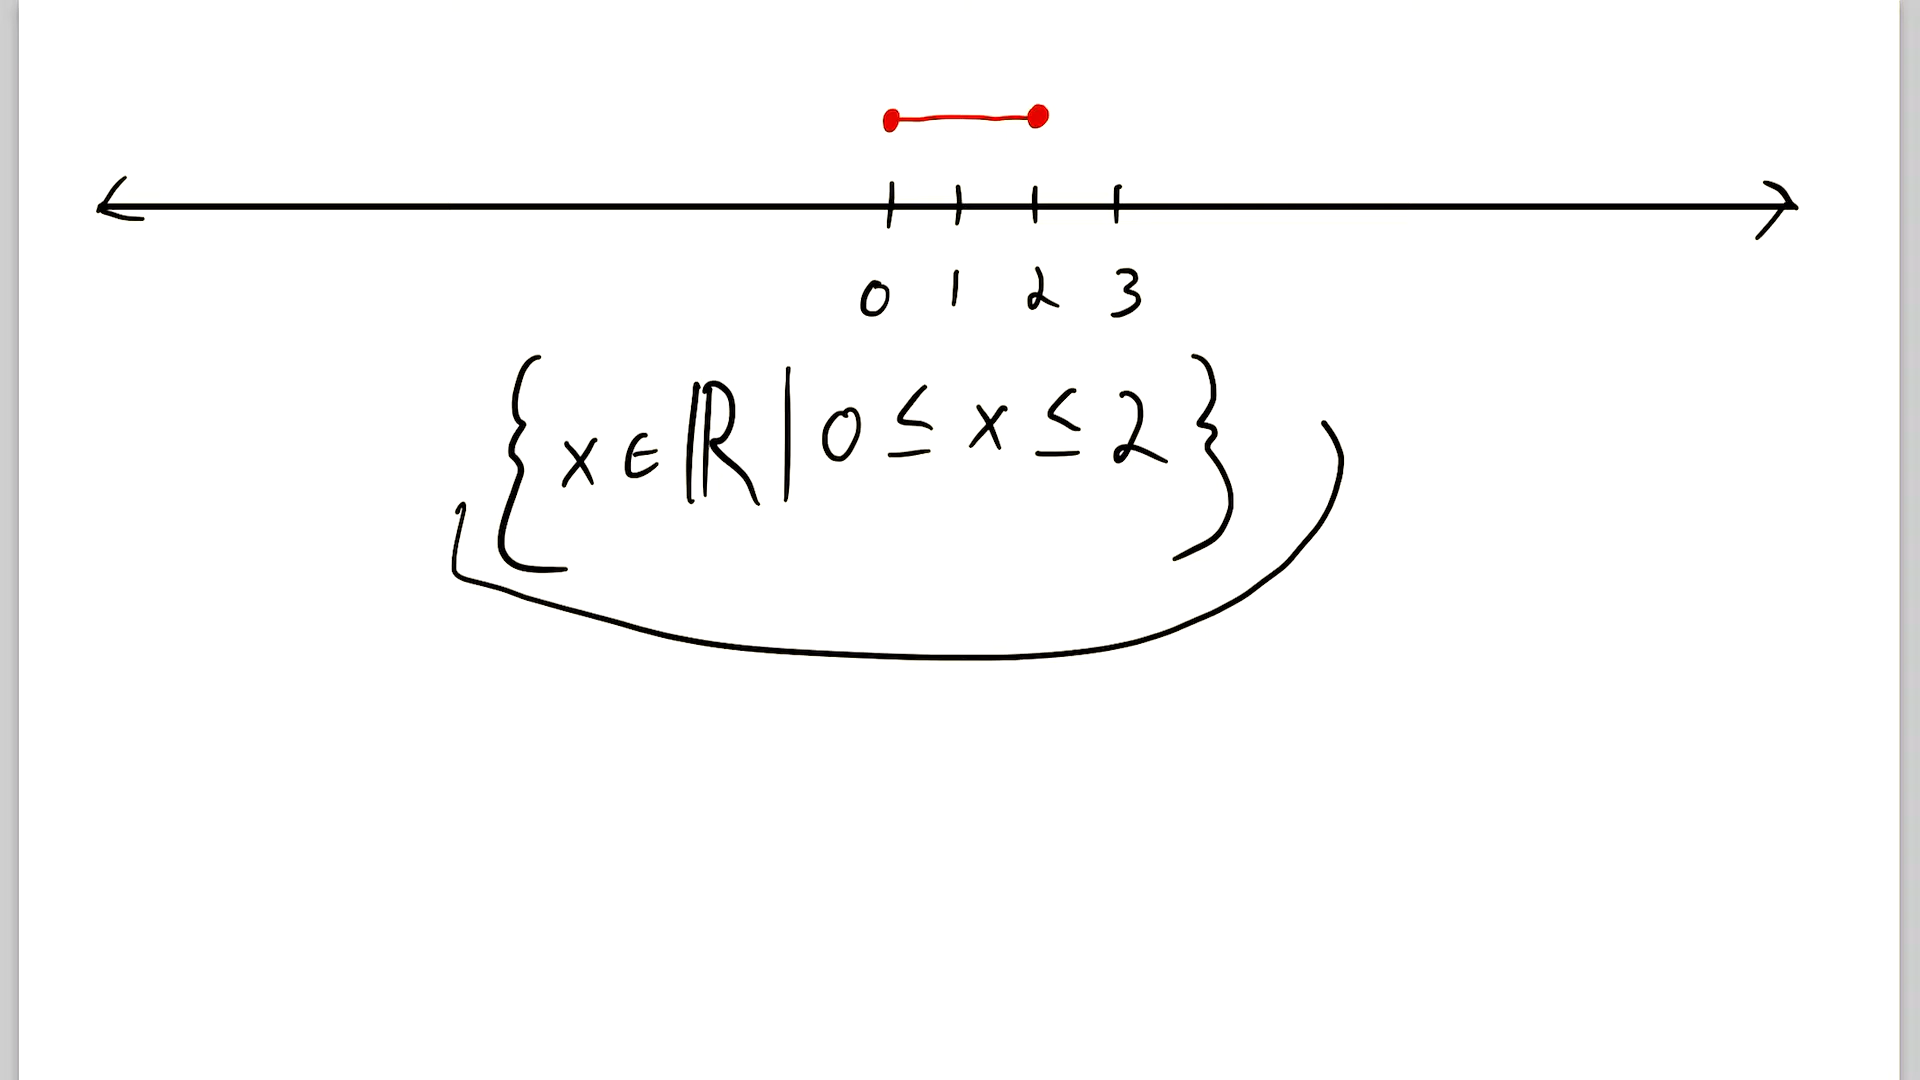 0 1 2 3
{x ∈ ℝ | 0 ≤ x ≤ 2}